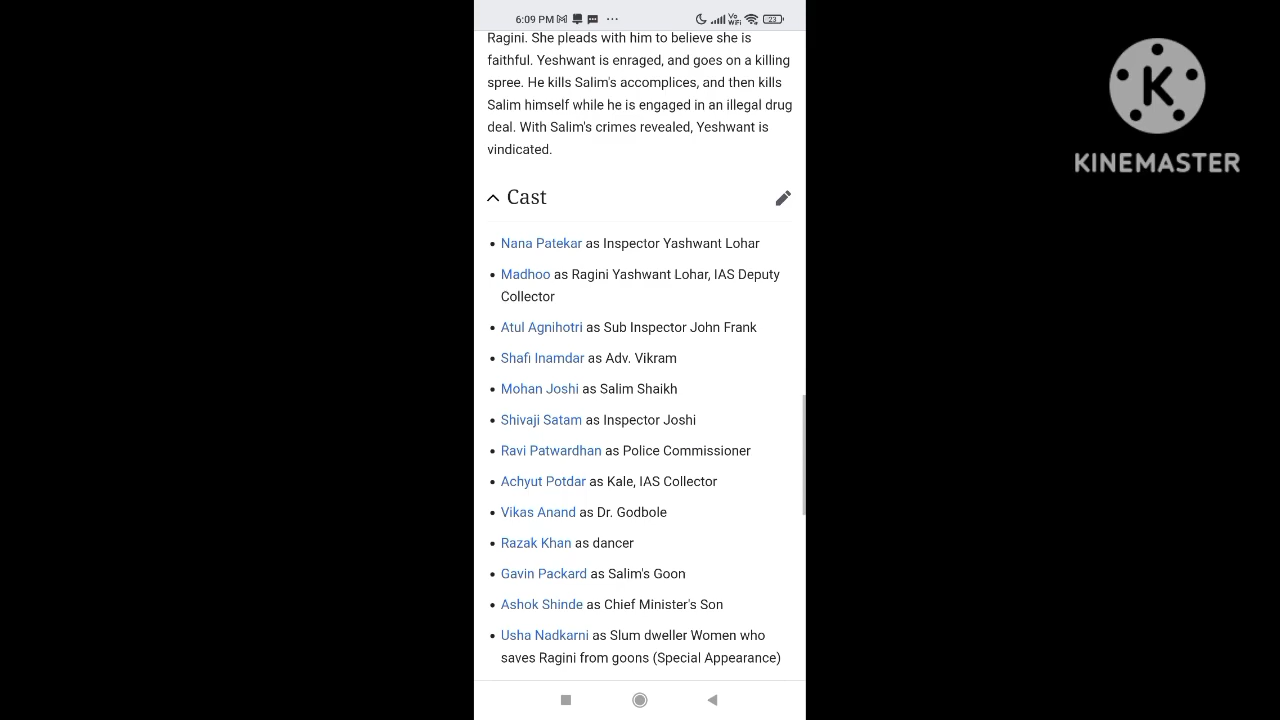 6:09 PM
Vo
WiFi
23
Ragini. She pleads with him to believe she is
faithful. Yeshwant is enraged, and goes on a killing
spree. He kills Salim's accomplices, and then kills
Salim himself while he is engaged in an illegal drug
deal. With Salim's crimes revealed, Yeshwant is
vindicated.
Cast
• Nana Patekar as Inspector Yashwant Lohar
• Madhoo as Ragini Yashwant Lohar, IAS Deputy
Collector
• Atul Agnihotri as Sub Inspector John Frank
• Shafi Inamdar as Adv. Vikram
• Mohan Joshi as Salim Shaikh
• Shivaji Satam as Inspector Joshi
• Ravi Patwardhan as Police Commissioner
• Achyut Potdar as Kale, IAS Collector
• Vikas Anand as Dr. Godbole
• Razak Khan as dancer
• Gavin Packard as Salim's Goon
• Ashok Shinde as Chief Minister's Son
• Usha Nadkarni as Slum dweller Women who
saves Ragini from goons (Special Appearance)
K
KINEMASTER